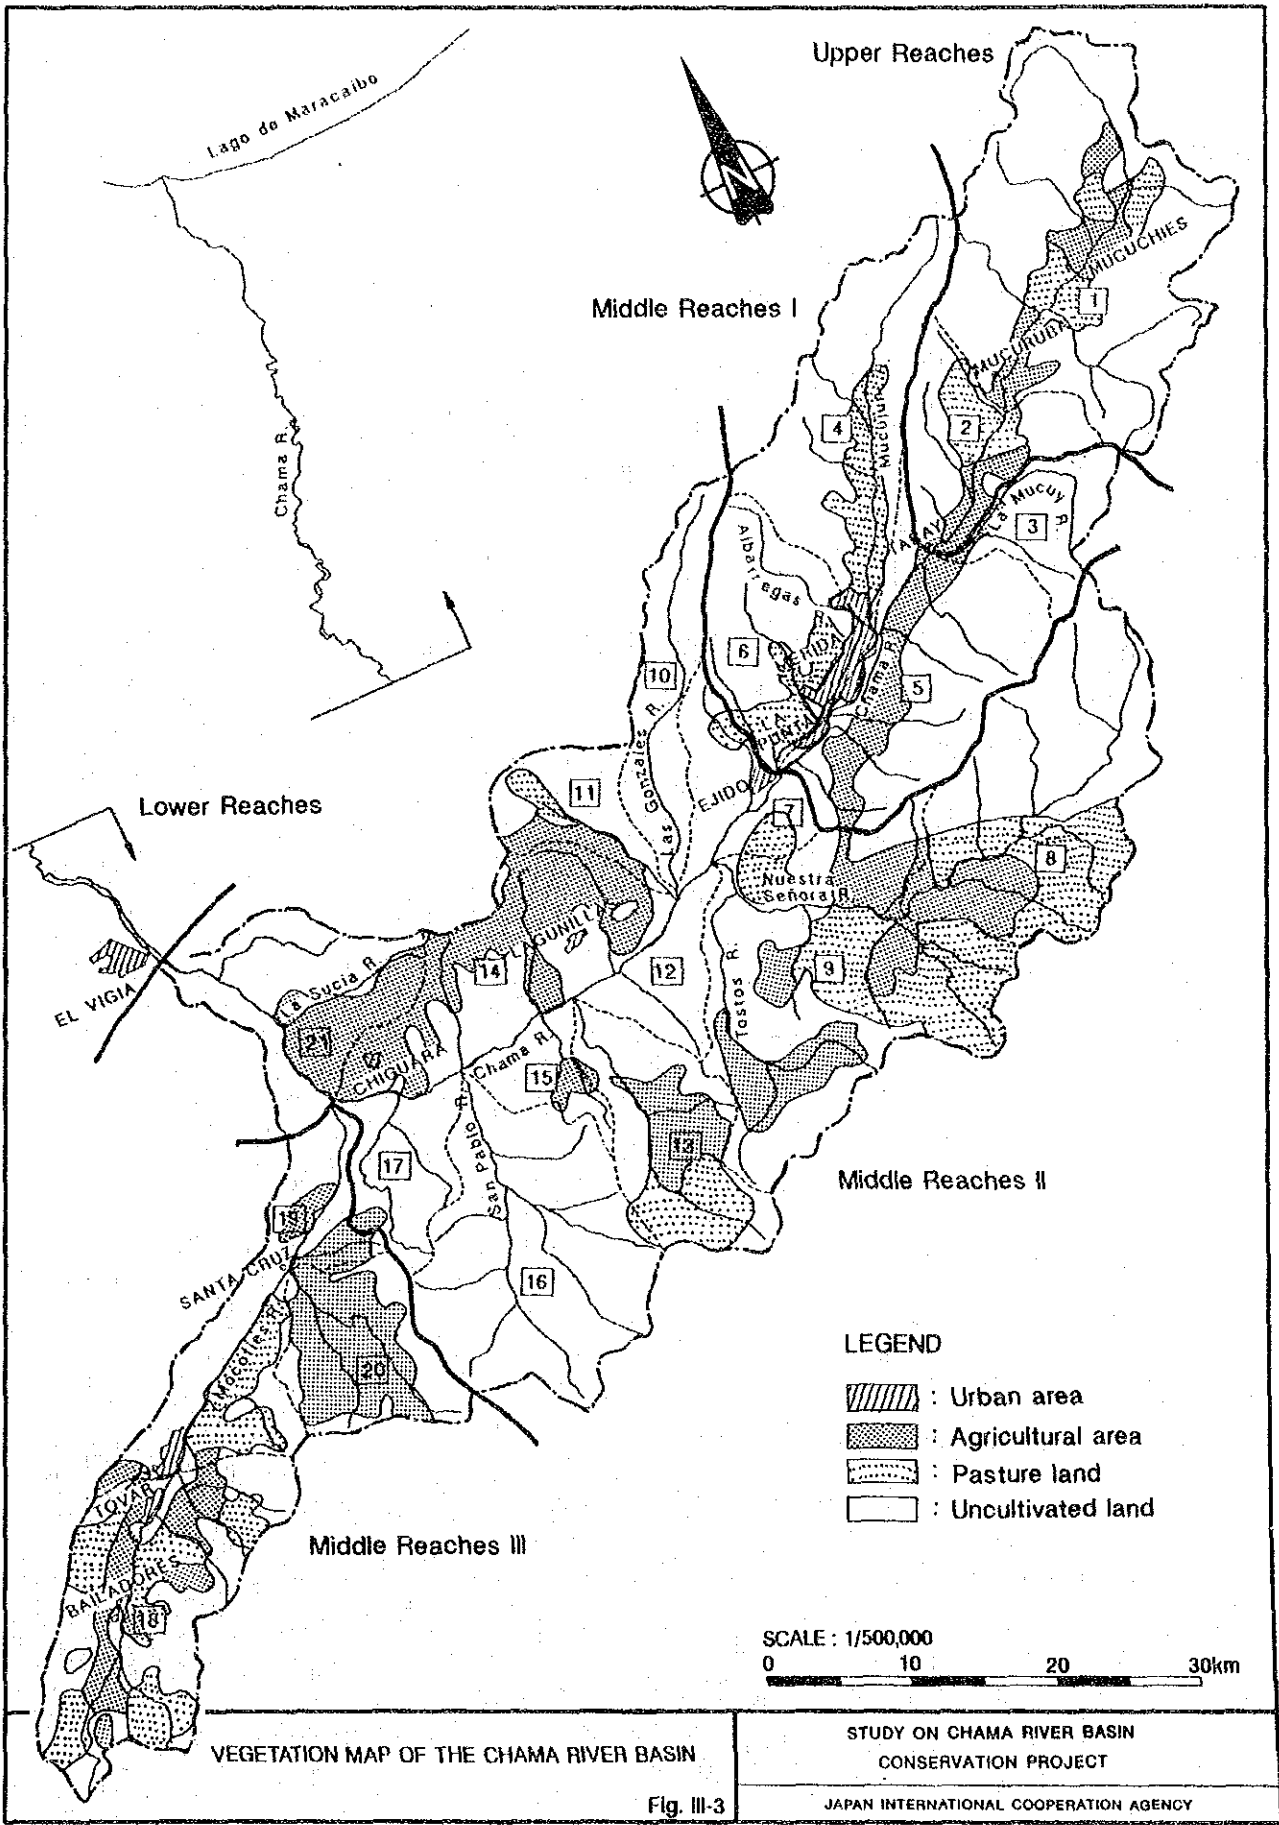 Upper Reaches
Lago de Maracaibo
N
MUCUCHIES
1
Middle Reaches I
MUCURUBA
4
Mucujun
2
Chama R.
La Mucuy R.
3
TABAY
Albarregas R.
6
MERIDA
10
Chama R.
5
LA PUNTA
Las Gonzales R.
11
EJIDO
Lower Reaches
7
8
Nuestra
Señora R.
LAGUNILLA
14
12
9
La Sucia R.
Tostos R.
EL VIGIA
21
CHIGUARA
Chama R.
15
13
San Pablo R.
17
Middle Reaches II
19
SANTA CRUZ
16
Mocoties R.
20
LEGEND
: Urban area
: Agricultural area
: Pasture land
: Uncultivated land
TOVAR
Middle Reaches III
BAILADORES
18
SCALE : 1/500,000
0 10 20 30km
VEGETATION MAP OF THE CHAMA RIVER BASIN
Fig. III-3
STUDY ON CHAMA RIVER BASIN
CONSERVATION PROJECT
JAPAN INTERNATIONAL COOPERATION AGENCY